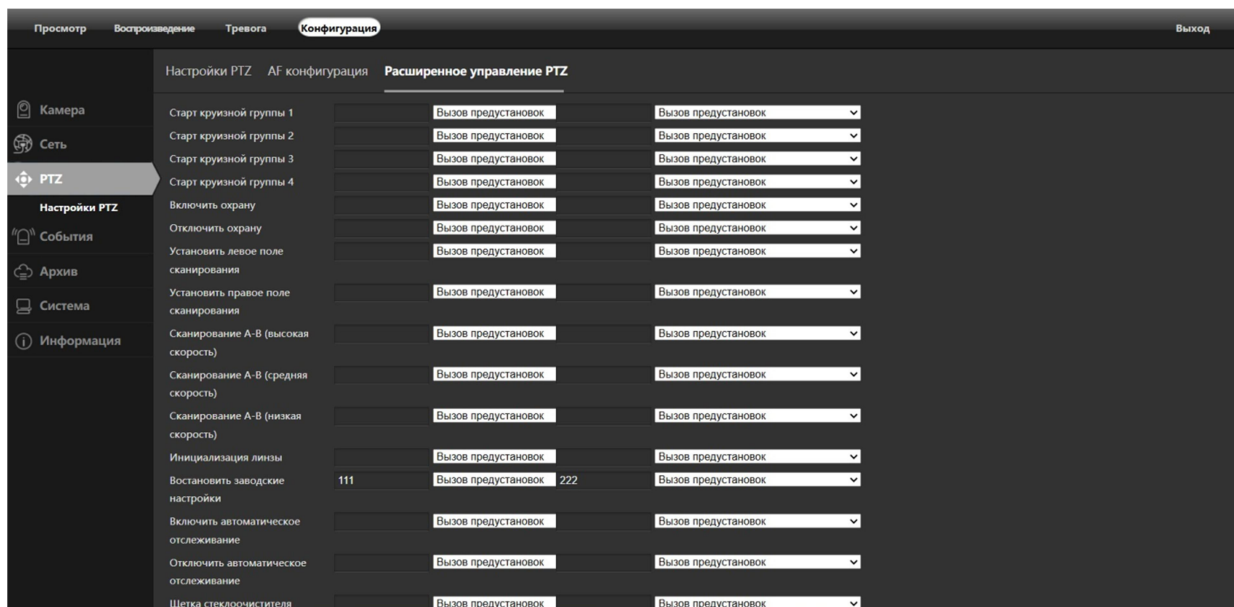 Просмотр Воспроизведение Тревога Конфигурация Выход
Настройки PTZ AF конфигурация Расширенное управление PTZ
Камера
Сеть
PTZ
Настройки PTZ
События
Архив
Система
Информация
Старт круизной группы 1 Вызов предустановок Вызов предустановок
Старт круизной группы 2 Вызов предустановок Вызов предустановок
Старт круизной группы 3 Вызов предустановок Вызов предустановок
Старт круизной группы 4 Вызов предустановок Вызов предустановок
Включить охрану Вызов предустановок Вызов предустановок
Отключить охрану Вызов предустановок Вызов предустановок
Установить левое поле Вызов предустановок Вызов предустановок
сканирования
Установить правое поле Вызов предустановок Вызов предустановок
сканирования
Сканирование А-В (высокая Вызов предустановок Вызов предустановок
скорость)
Сканирование А-В (средняя Вызов предустановок Вызов предустановок
скорость)
Сканирование А-В (низкая Вызов предустановок Вызов предустановок
скорость)
Инициализация линзы Вызов предустановок Вызов предустановок
Востановить заводские 111 Вызов предустановок 222 Вызов предустановок
настройки
Включить автоматическое Вызов предустановок Вызов предустановок
отслеживание
Отключить автоматическое Вызов предустановок Вызов предустановок
отслеживание
Щетка стеклоочистителя Вызов предустановок Вызов предустановок